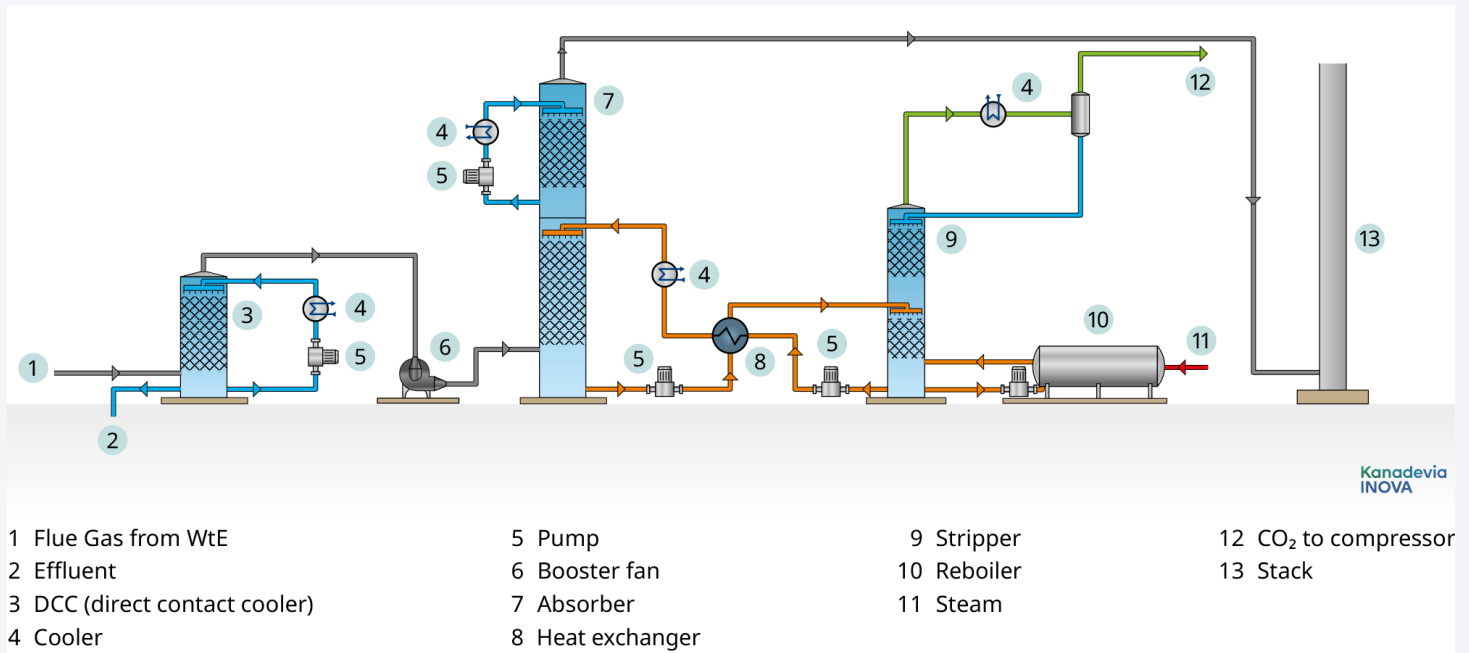 12
4
7
4
5
9
13
4
3
4
10
5
6
5
5
8
11
1
2
Kanadevia
INOVA
1 Flue Gas from WtE
2 Effluent
3 DCC (direct contact cooler)
4 Cooler
5 Pump
6 Booster fan
7 Absorber
8 Heat exchanger
9 Stripper
10 Reboiler
11 Steam
12 CO₂ to compressor
13 Stack